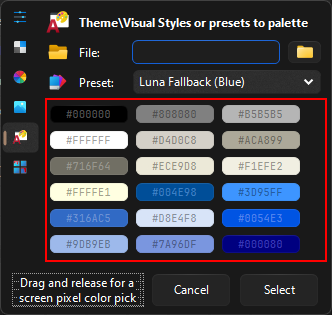 Theme\Visual Styles or presets to palette
File:
Preset:
Luna Fallback (Blue)
#000000 #808080 #B5B5B5
#FFFFFF #D4D0C8 #ACA899
#716F64 #ECE9D8 #F1EFE2
#FFFFE1 #004E98 #3D95FF
#316AC5 #D8E4F8 #0054E3
#9DB9EB #7A96DF #000080
Drag and release for a
screen pixel color pick
Cancel
Select